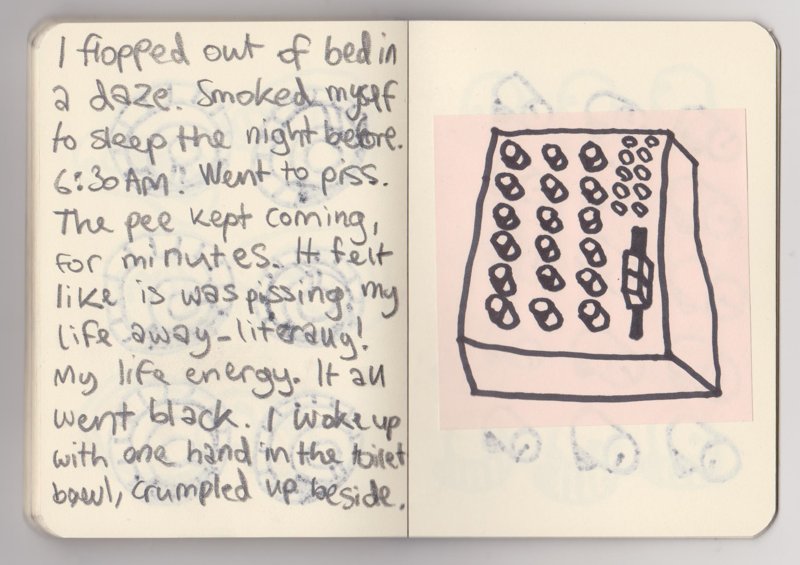 I flopped out of bed in
a daze. Smoked myself
to sleep the night before.
6:30 AM. Went to piss.
The pee kept coming,
for minutes. It felt
like is was pissing my
life away-literally!
My life energy. It all
went black. I woke up
with one hand in the toilet
bowl, crumpled up beside.